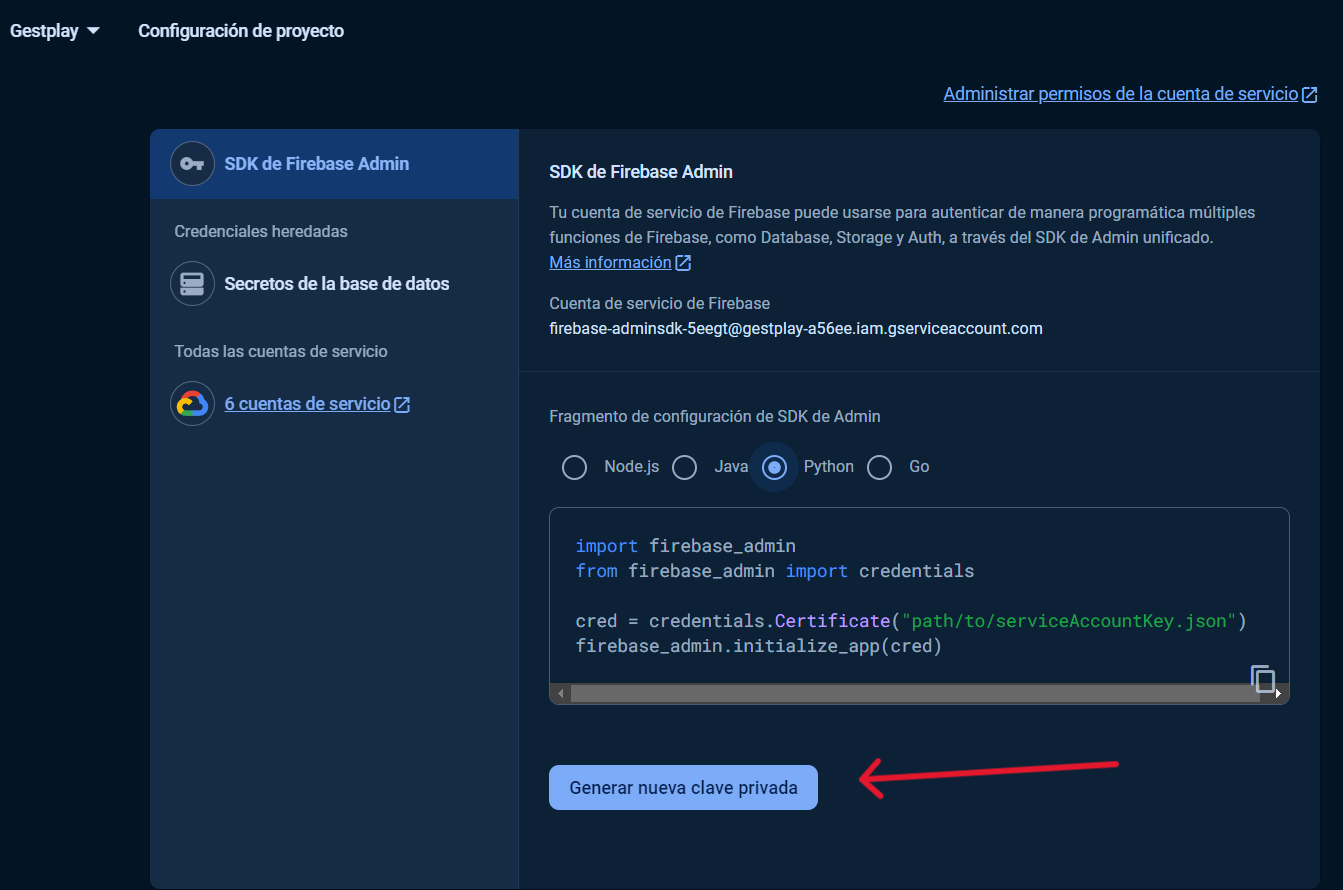 Gestplay
Configuración de proyecto
Administrar permisos de la cuenta de servicio
SDK de Firebase Admin
Credenciales heredadas
Secretos de la base de datos
Todas las cuentas de servicio
6 cuentas de servicio
SDK de Firebase Admin
Tu cuenta de servicio de Firebase puede usarse para autenticar de manera programática múltiples
funciones de Firebase, como Database, Storage y Auth, a través del SDK de Admin unificado.
Más información
Cuenta de servicio de Firebase
firebase-adminsdk-5eegt@gestplay-a56ee.iam.gserviceaccount.com
Fragmento de configuración de SDK de Admin
Node.js Java Python Go
import firebase_admin
from firebase_admin import credentials
cred = credentials.Certificate("path/to/serviceAccountKey.json")
firebase_admin.initialize_app(cred)
Generar nueva clave privada